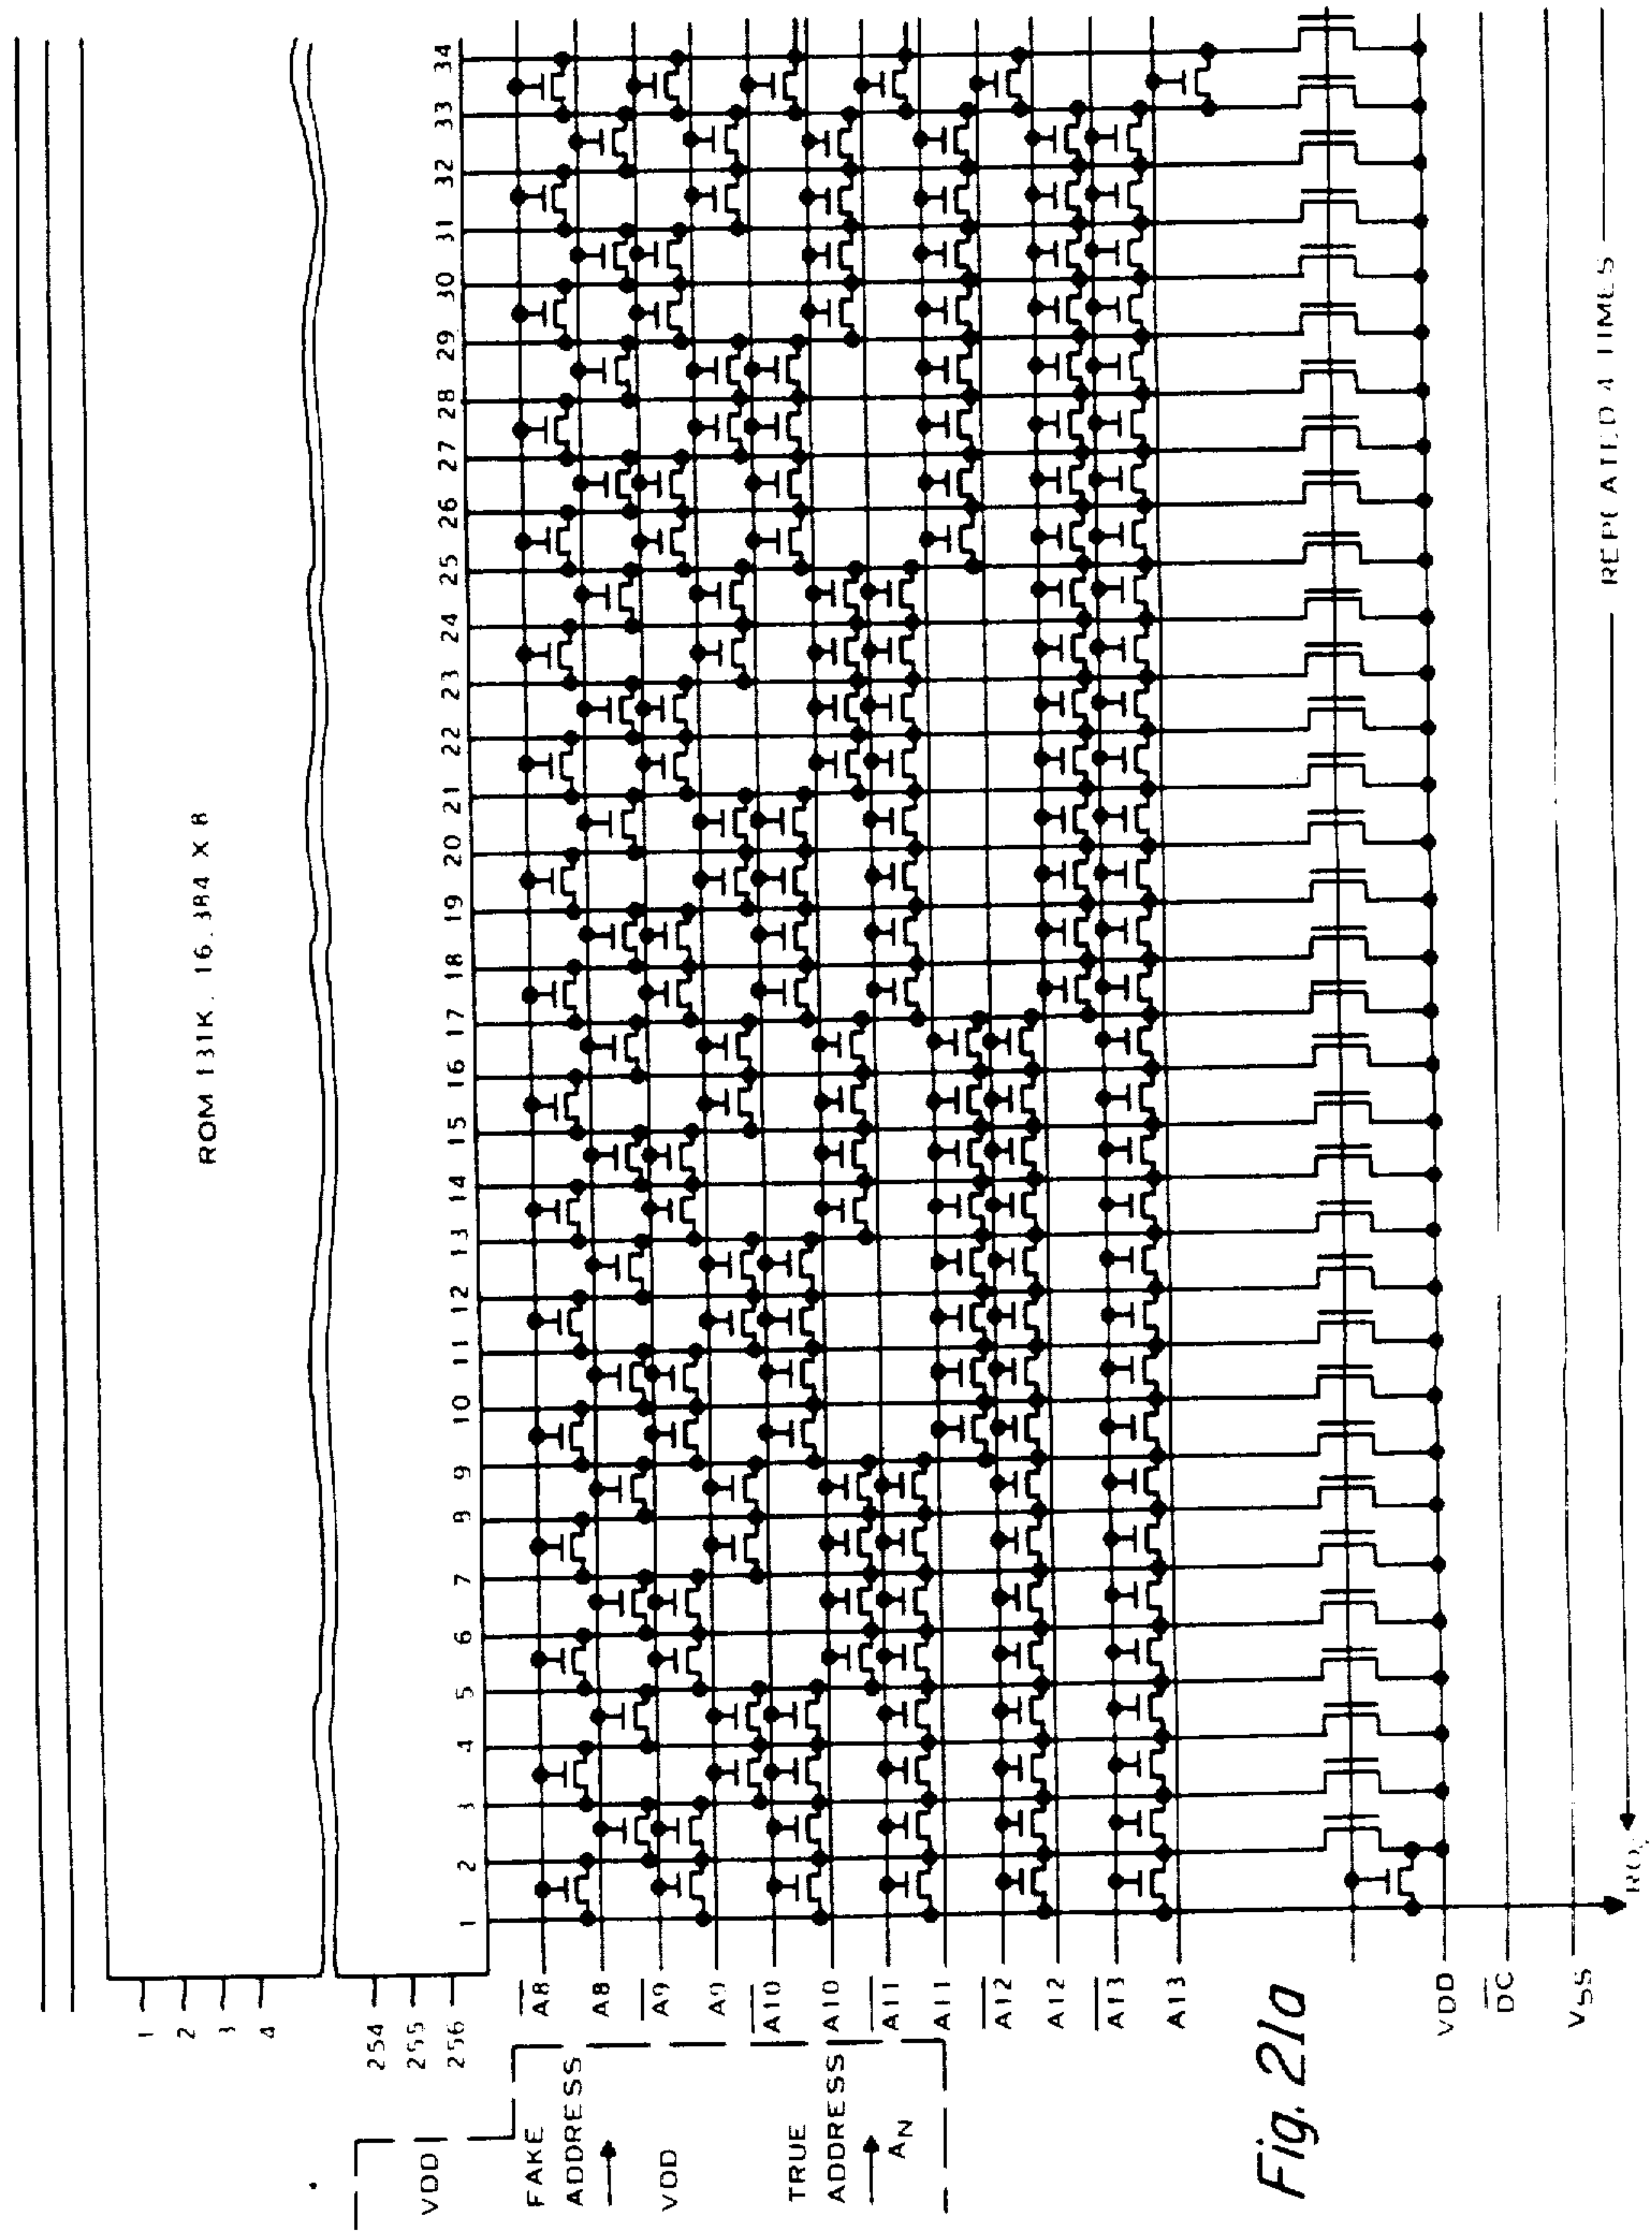 1
2
3
4
254
255
256
ROM 131K. 16.384 X 8
1 2 3 4 5 6 7 9 9 10 11 12 13 14 15 16 17 18 19 20 21 22 23 24 25 26 27 28 29 30 31 32 33 34
VDD
FAKE
ADDRESS
VDD
TRUE
ADDRESS
AN
A8
A8
A9
A9
A10
A10
A11
A11
A12
A12
A13
A13
VDD
DC
VSS
REPEATED 4 TIMES
Fig. 21a